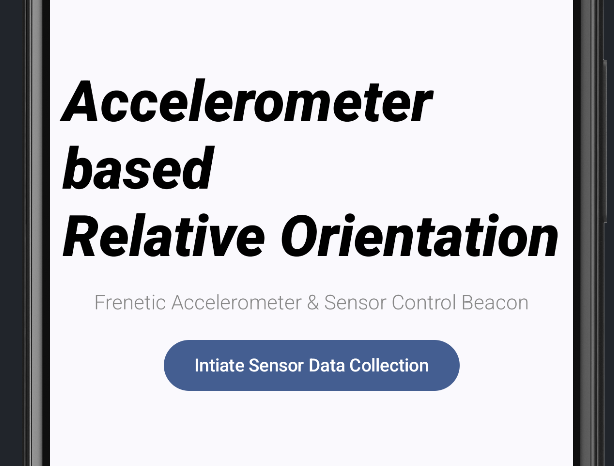 Accelerometer
based
Relative Orientation
Frenetic Accelerometer & Sensor Control Beacon
Intiate Sensor Data Collection